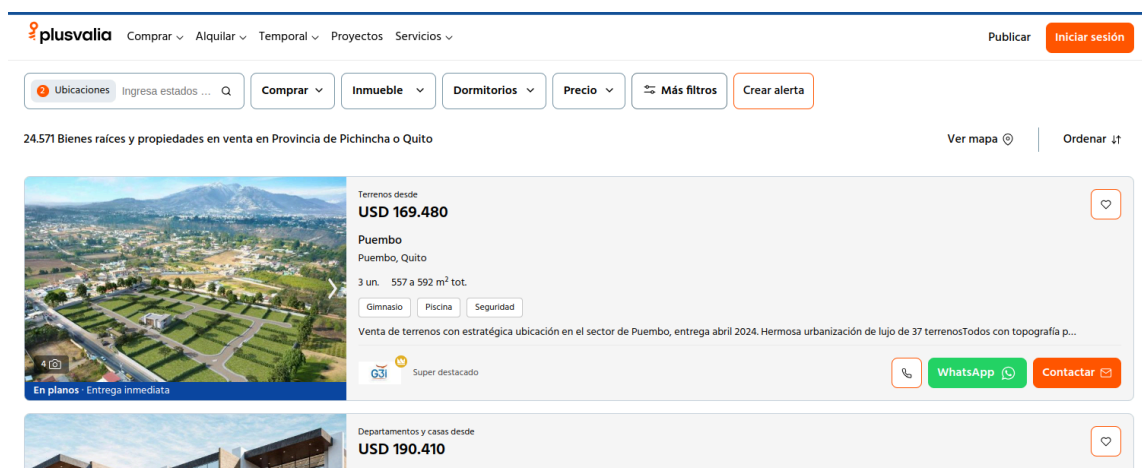 plusvalia Comprar Alquilar Temporal Proyectos Servicios Publicar Iniciar sesión
2 Ubicaciones Ingresa estados ... Comprar Inmueble Dormitorios Precio Más filtros Crear alerta
24.571 Bienes raíces y propiedades en venta en Provincia de Pichincha o Quito Ver mapa Ordenar
Terrenos desde
USD 169.480
Puembo
Puembo, Quito
3 un. 557 a 592 m² tot.
Gimnasio Piscina Seguridad
Venta de terrenos con estratégica ubicación en el sector de Puembo, entrega abril 2024. Hermosa urbanización de lujo de 37 terrenosTodos con topografía p...
4
En planos · Entrega inmediata
G3i Super destacado WhatsApp Contactar
Departamentos y casas desde
USD 190.410